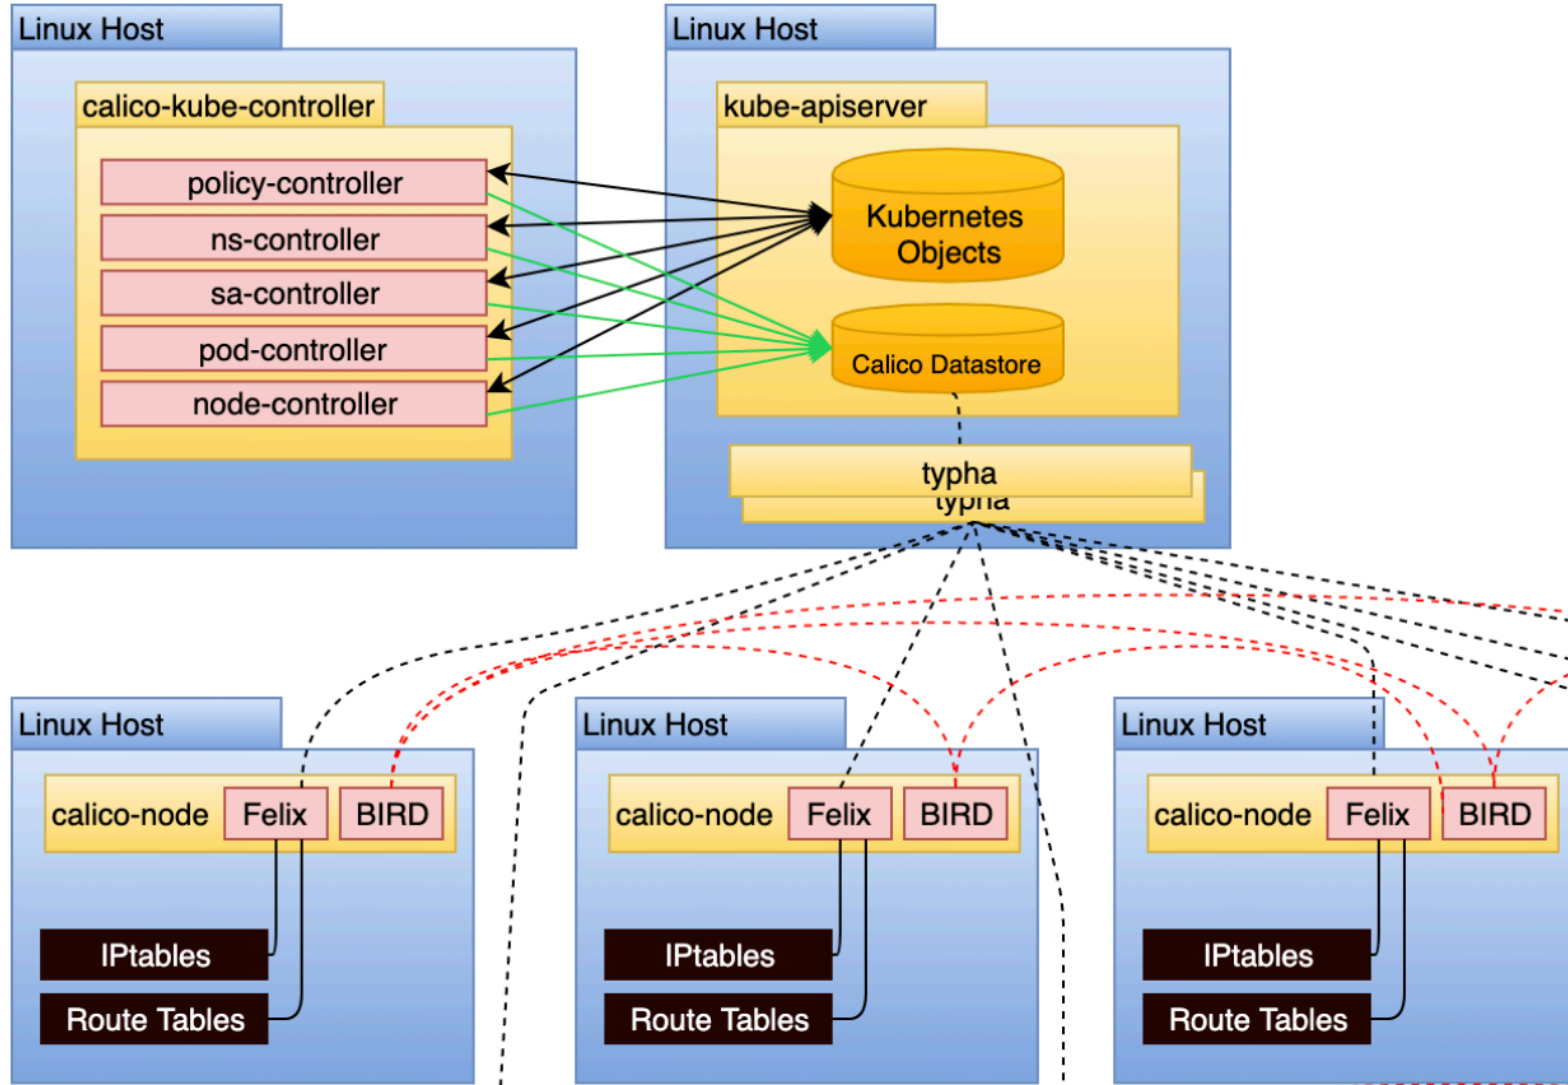 Linux Host
calico-kube-controller
policy-controller
ns-controller
sa-controller
pod-controller
node-controller
Linux Host
kube-apiserver
Kubernetes
Objects
Calico Datastore
typha
typha
Linux Host
calico-node
Felix
BIRD
IPtables
Route Tables
Linux Host
calico-node
Felix
BIRD
IPtables
Route Tables
Linux Host
calico-node
Felix
BIRD
IPtables
Route Tables